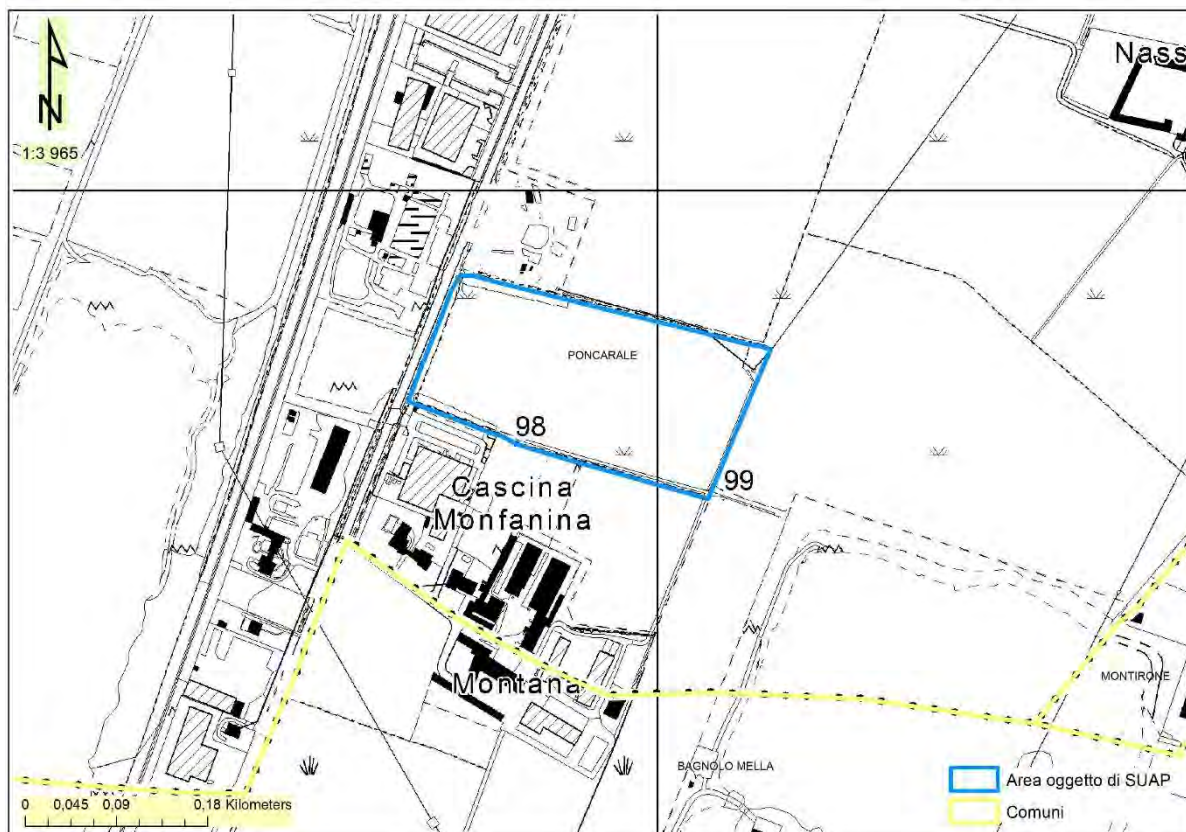 Nass
N
1:3 965
PONCARALE
98
99
Cascina
Monfanina
Montana
MONTIRONE
BAGNOLO MELLA
Area oggetto di SUAP
Comuni
0 0,045 0,09 0,18 Kilometers